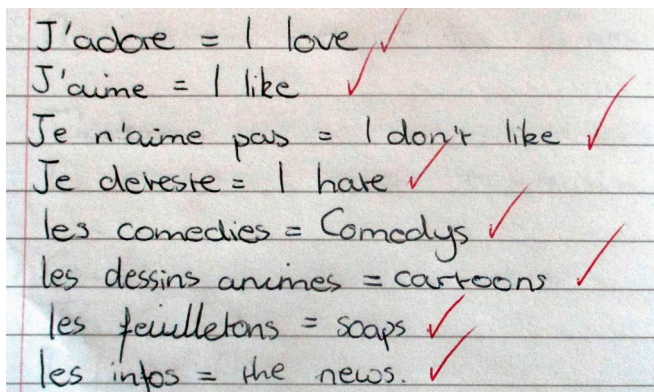 J'adore = I love
J'aime = I like
Je n'aime pas = I don't like
Je deteste = I hate
les comedies = Comedys
les dessins animes = cartoons
les feuilletons = soaps
les infos = the news.